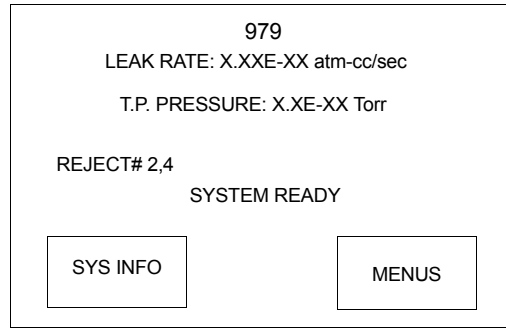 979
LEAK RATE: X.XXE-XX atm-cc/sec
T.P. PRESSURE: X.XE-XX Torr
REJECT# 2,4
SYSTEM READY
SYS INFO
MENUS